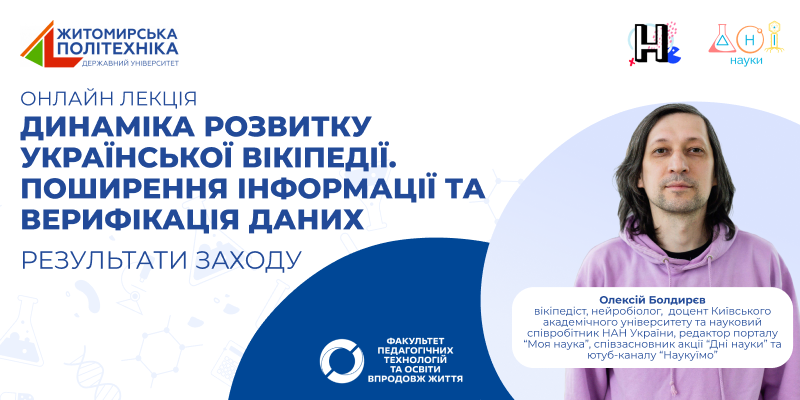 ЖИТОМИРСЬКА
ПОЛІТЕХНІКА
ДЕРЖАВНИЙ УНІВЕРСИТЕТ
Н
Д Н І
науки
ОНЛАЙН ЛЕКЦІЯ
ДИНАМІКА РОЗВИТКУ
УКРАЇНСЬКОЇ ВІКІПЕДІЇ.
ПОШИРЕННЯ ІНФОРМАЦІЇ ТА
ВЕРИФІКАЦІЯ ДАНИХ
РЕЗУЛЬТАТИ ЗАХОДУ
Олексій Болдирєв
вікіпедіст, нейробіолог, доцент Київського
академічного університету та науковий
співробітник НАН України, редактор порталу
"Моя наука", співзасновник акції "Дні науки" та
ютуб-каналу "Наукуїмо"
ФАКУЛЬТЕТ
ПЕДАГОГІЧНИХ
ТЕХНОЛОГІЙ
ТА ОСВІТИ
ВПРОДОВЖ ЖИТТЯ